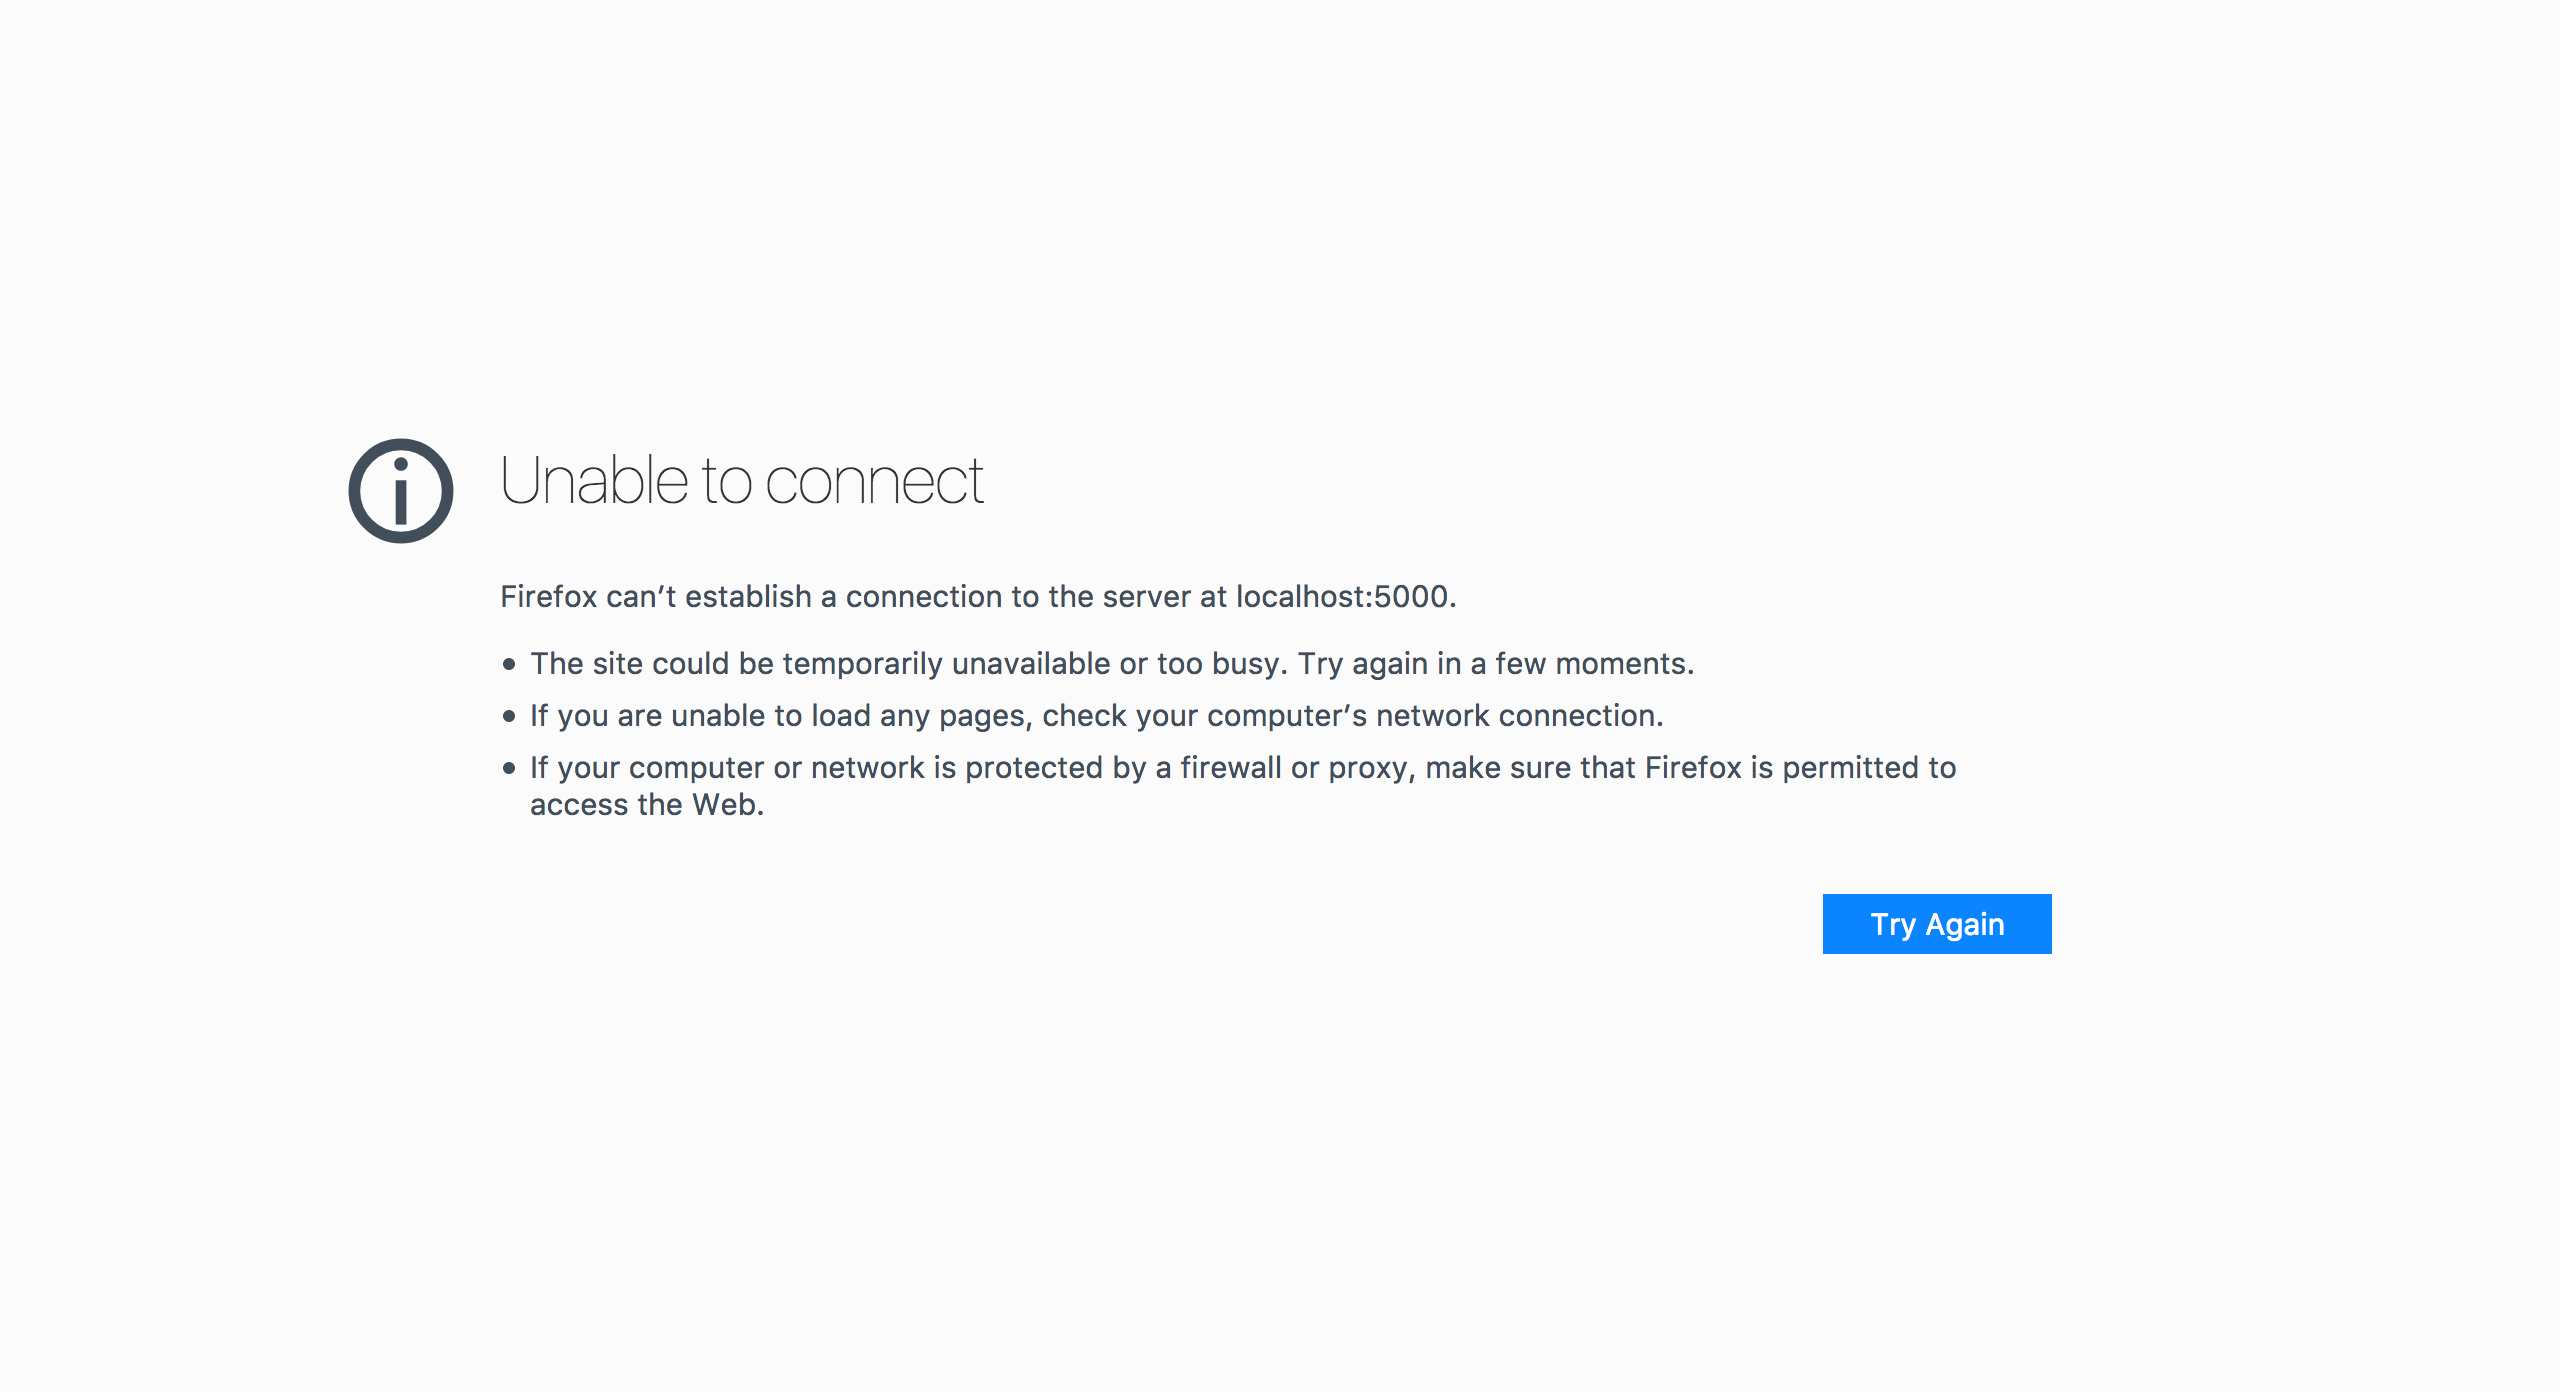 Unable to connect
Firefox can’t establish a connection to the server at localhost:5000.
• The site could be temporarily unavailable or too busy. Try again in a few moments.
• If you are unable to load any pages, check your computer’s network connection.
• If your computer or network is protected by a firewall or proxy, make sure that Firefox is permitted to
access the Web.
Try Again